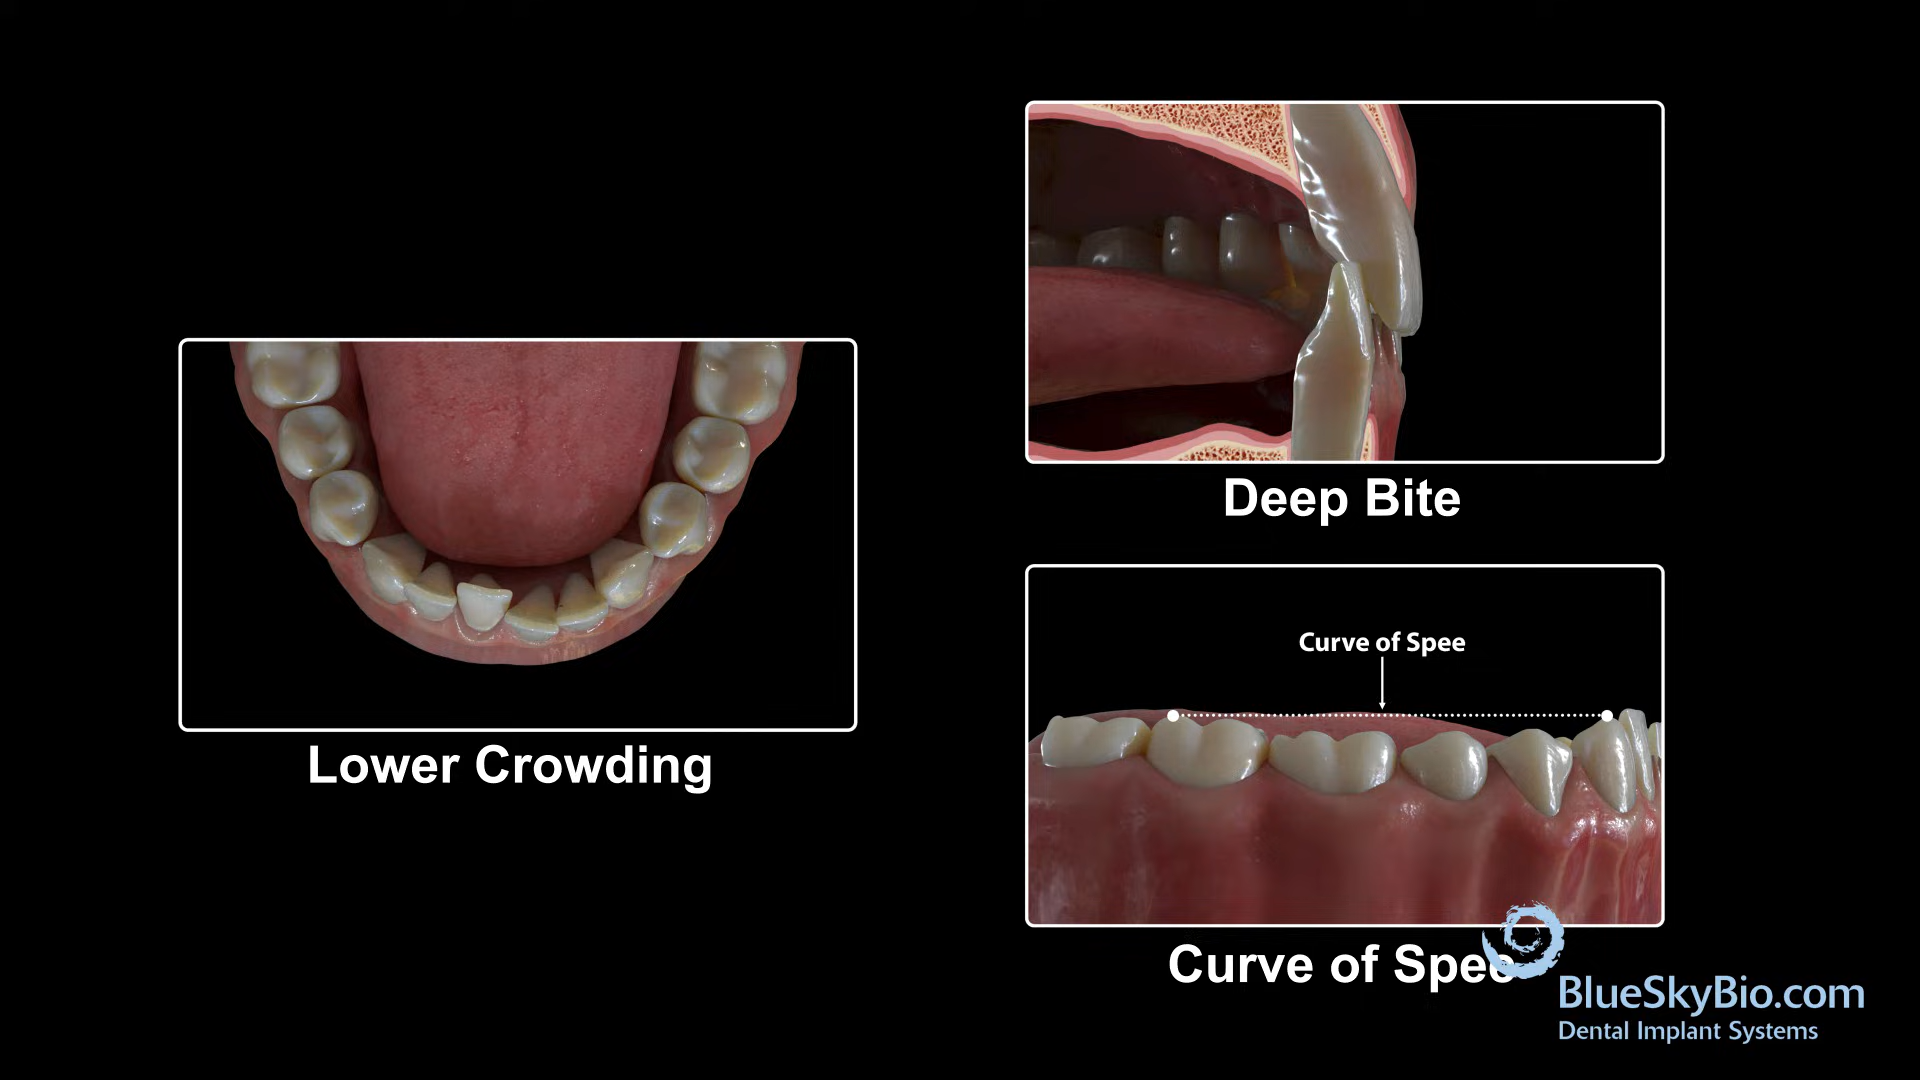 Lower Crowding
Deep Bite
Curve of Spee
Curve of Spee
BlueSkyBio.com
Dental Implant Systems